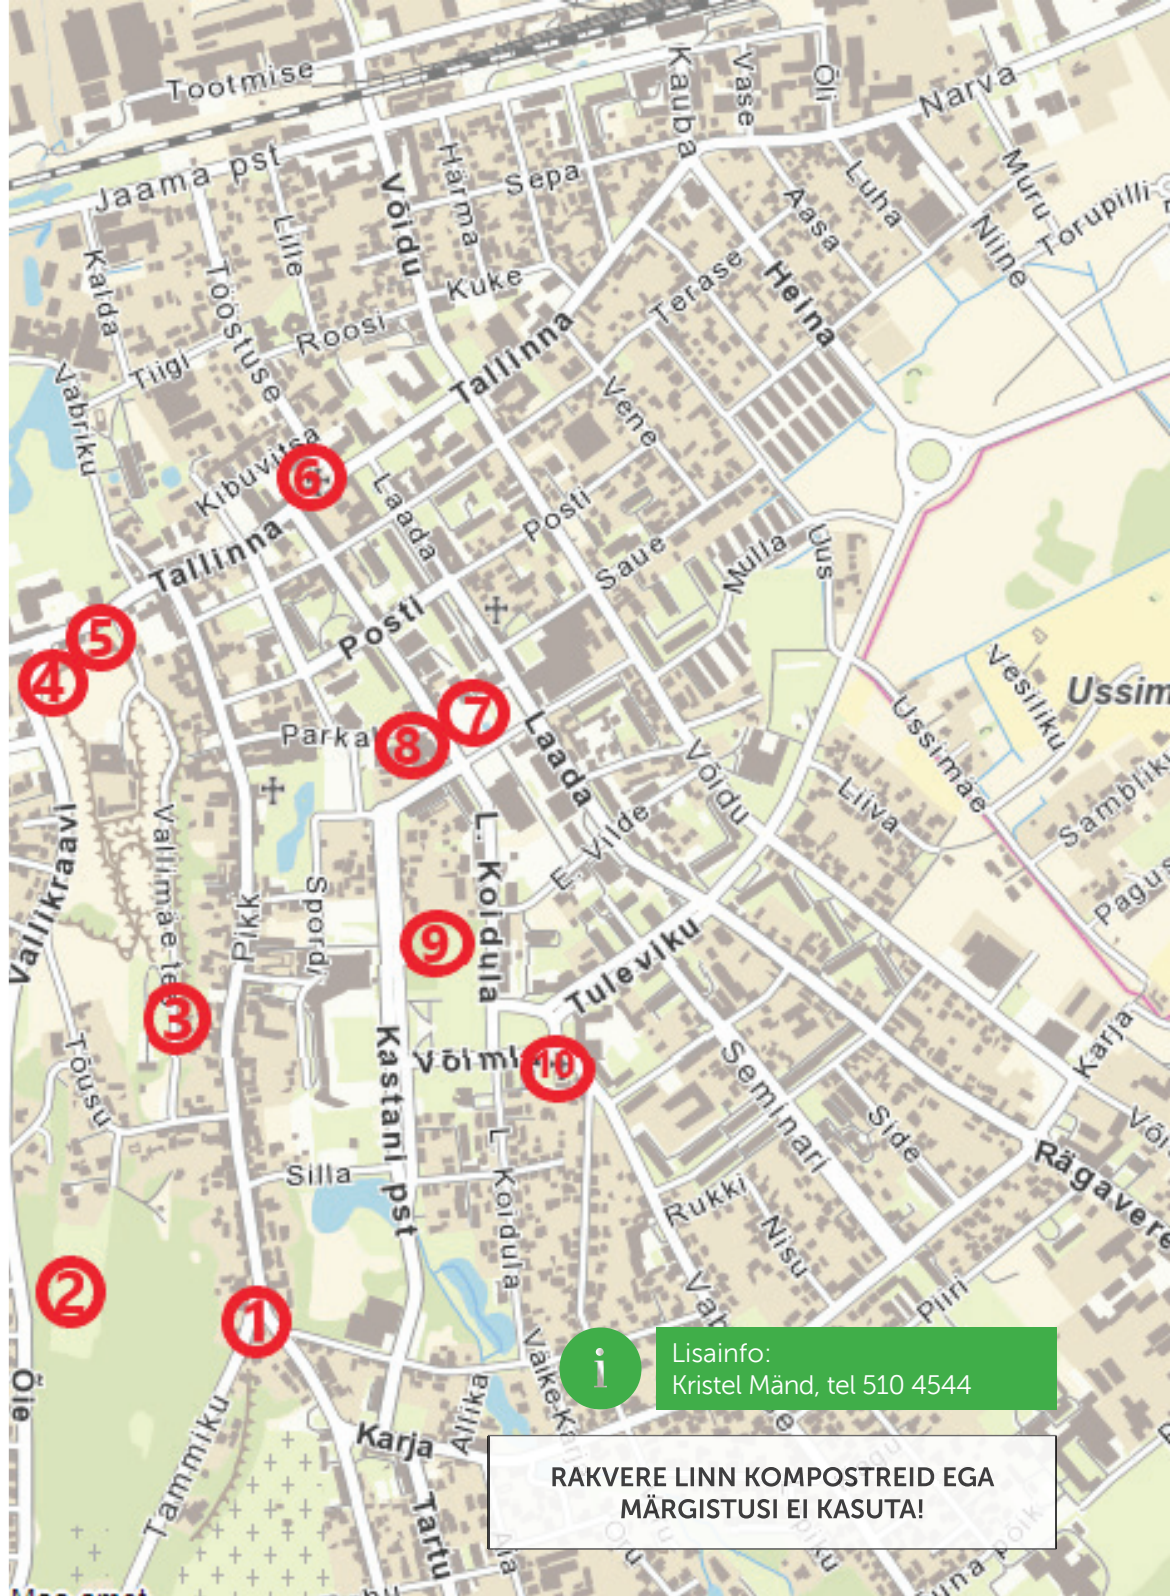 Tootmise
Jaama pst
Kauba
Vase
Õli
Narva
Võidu
Härma
Sepa
Lille
Kalda
Luha
Aasa
Muru
Torupilli
Niine
Kuke
Terase
Heina
Tööstuse
Roosi
Tallinna
Tiigi
Vabriku
Vene
Kibuvitsa
6
Laada
Posti
Tallinna
Saue
Mulla
Uus
Posti
5
4
Vesiliku
Ussim
7
Parkal
8
Laada
Võidu
Ussimäe
Liiva
Sambliku
Pagus
Vallikraavi
Vallimäe tee
Pikk
Spordi
L. Koidula
E. Vilde
9
Tuleviku
3
Tõusu
Kastani pst
Võimla
10
Seminari
Side
Karja
Silla
L. Koidula
Rukki
Nisu
Rägavere
Piiri
2
1
Õie
Tammiku
Allika
Karja
Tartu
i
Lisainfo:
Kristel Mänd, tel 510 4544
RAKVERE LINN KOMPOSTREID EGA
MÄRGISTUSI EI KASUTA!